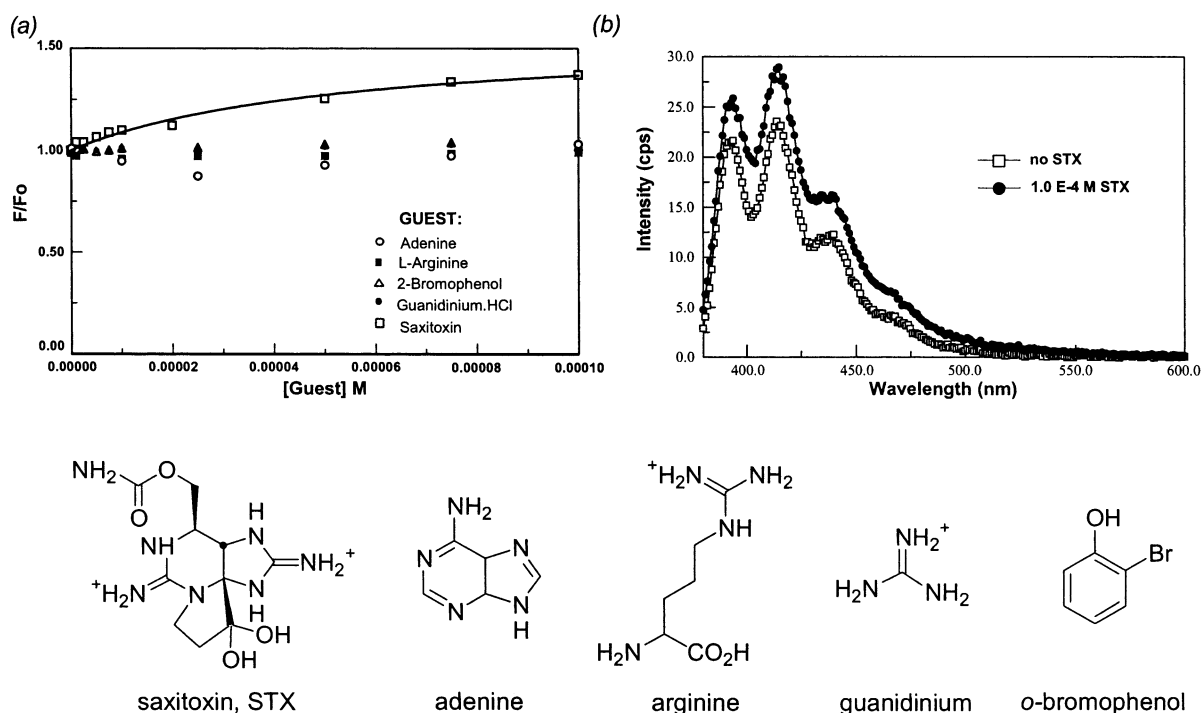 (a)
1.50
1.00
0.50
0.00
F/Fo
0.00000
0.00002
0.00004
0.00006
0.00008
0.00010
[Guest] M
GUEST:
Adenine
L-Arginine
2-Bromophenol
Guanidinium.HCl
Saxitoxin
(b)
30.0
25.0
20.0
15.0
10.0
5.0
0.0
Intensity (cps)
400.0
450.0
500.0
550.0
600.0
Wavelength (nm)
no STX
1.0 E-4 M STX
NH2
O
O
H
N
NH
NH2+
+H2N
N
N
H
OH
OH
saxitoxin, STX
NH2
N
N
N
N
H
adenine
+H2N
NH2
NH
H2N
CO2H
arginine
NH2+
H2N
NH2
guanidinium
OH
Br
o-bromophenol